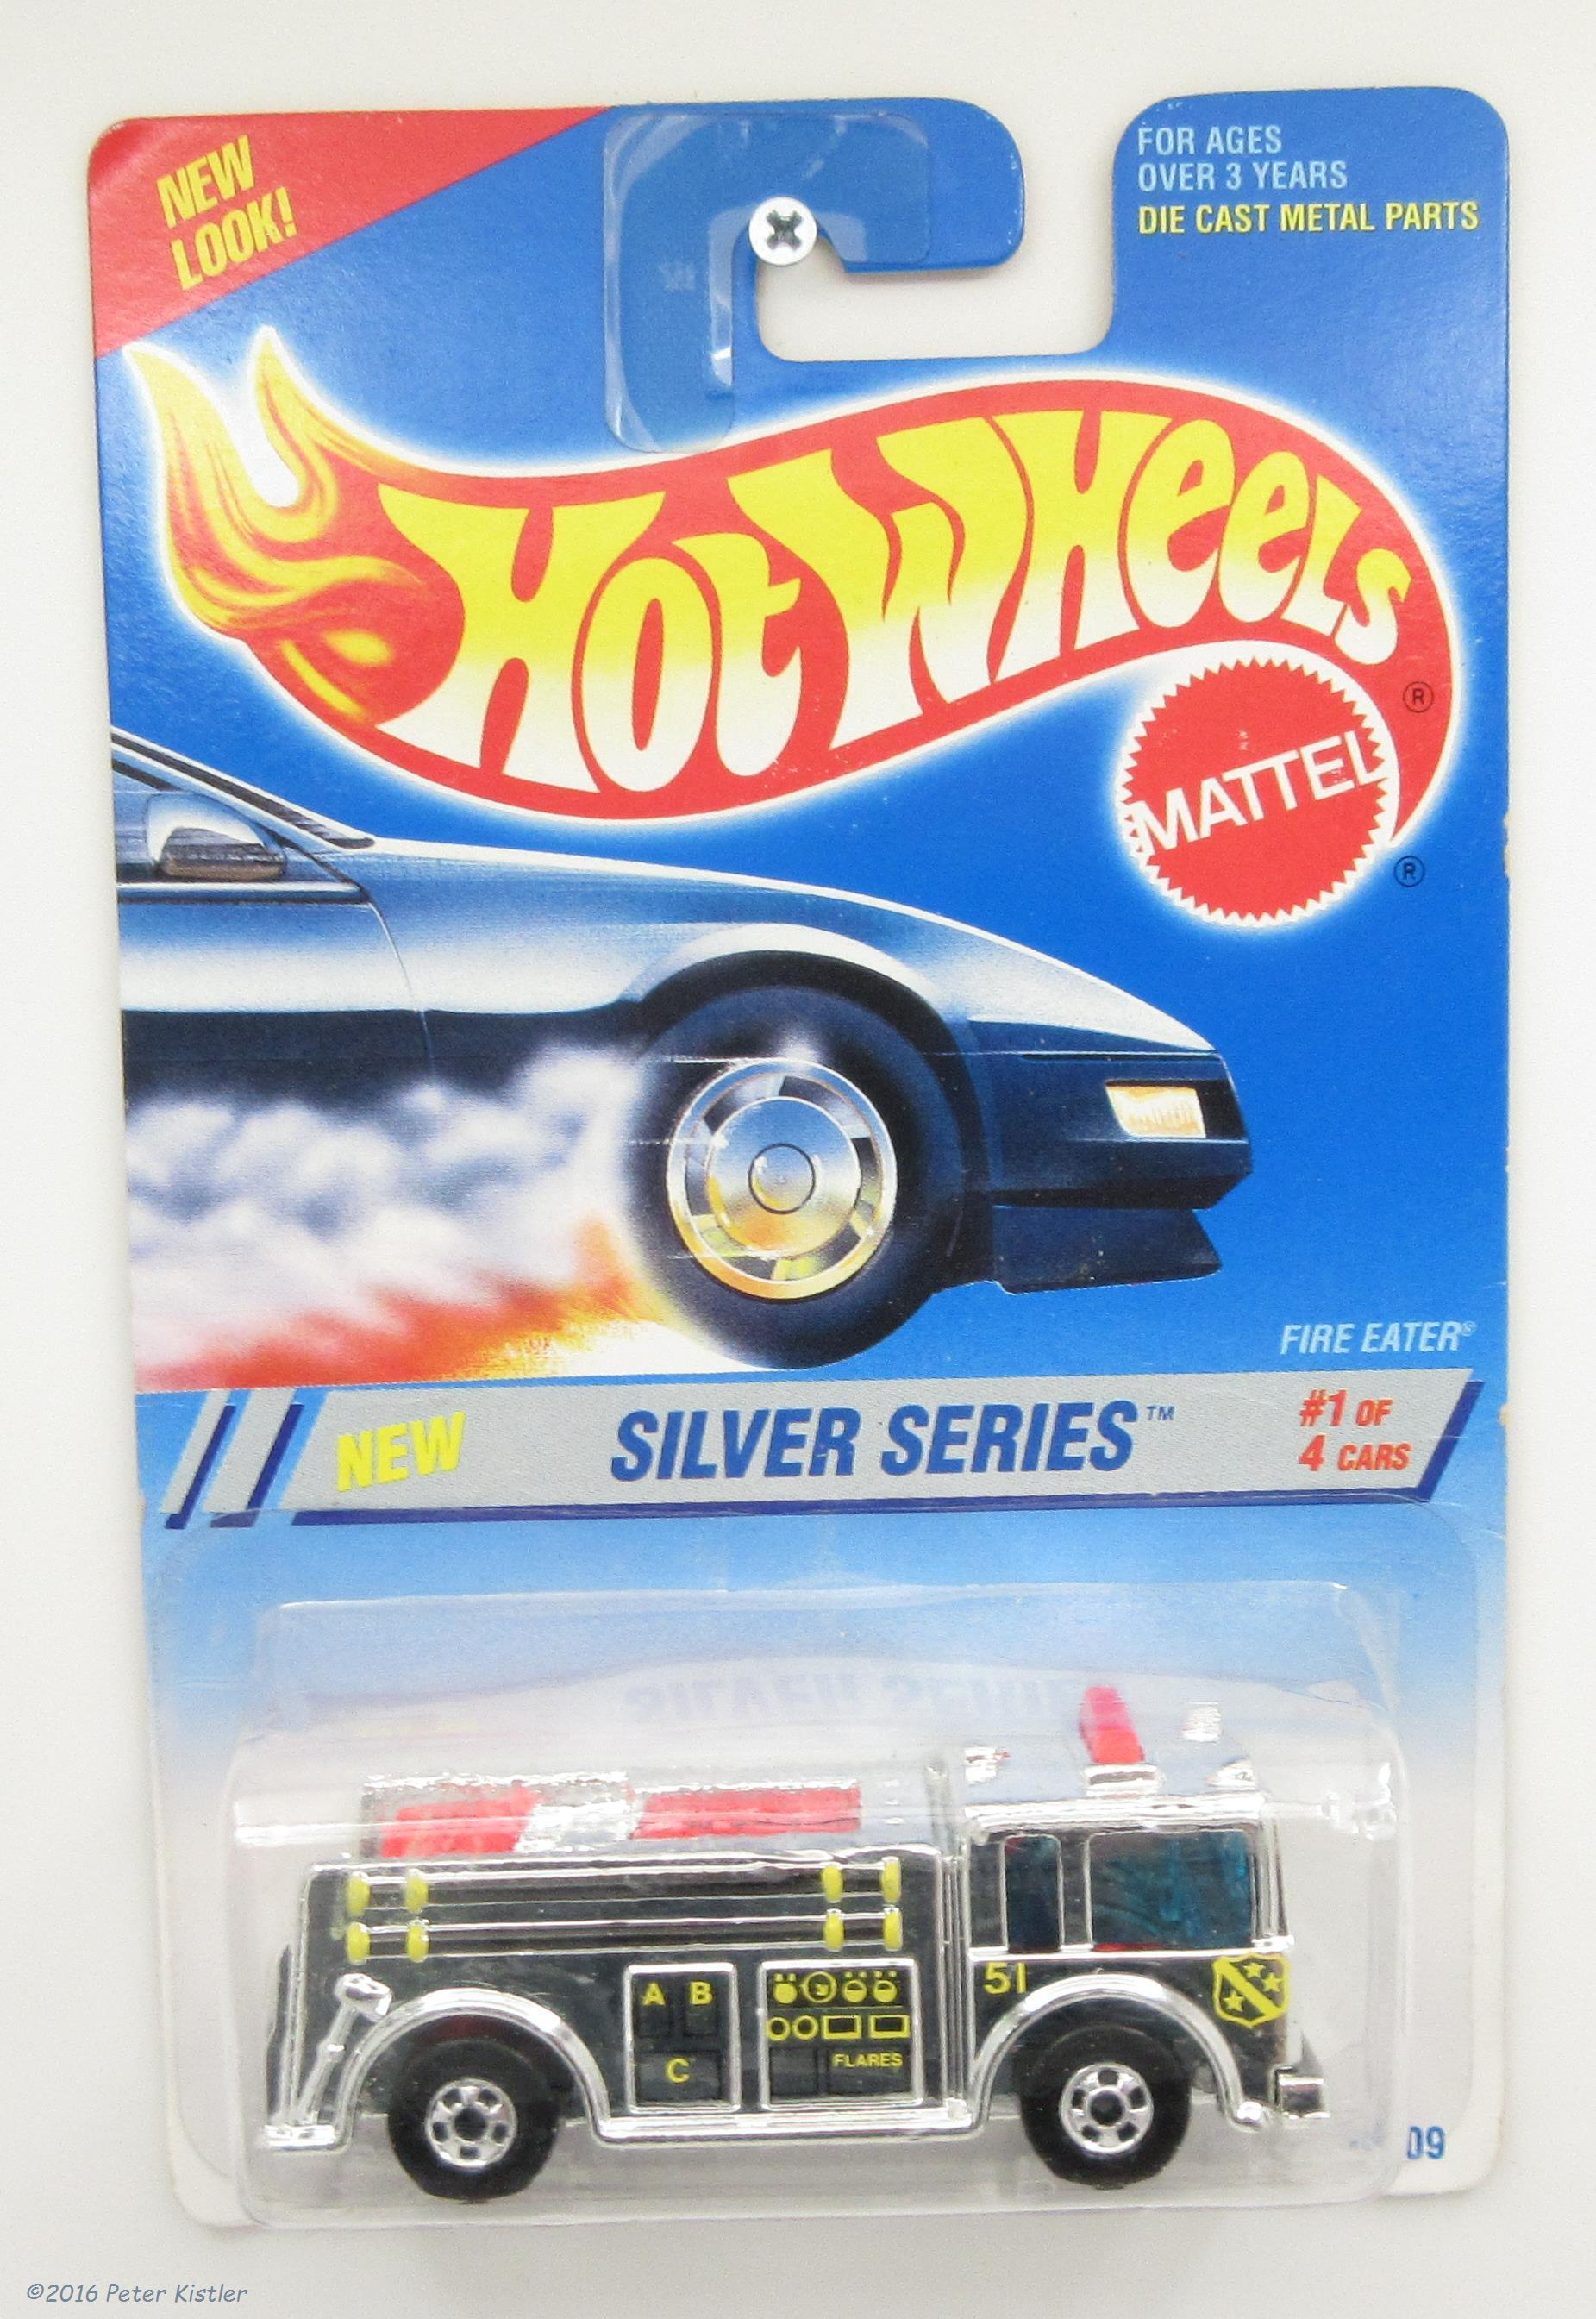 NEW
LOOK!
FOR AGES
OVER 3 YEARS
DIE CAST METAL PARTS
Hot Wheels
®
MATTEL
®
FIRE EATER®
NEW
SILVER SERIES™
#1 OF
4 CARS
51
A B
C
FLARES
09
©2016 Peter Kistler